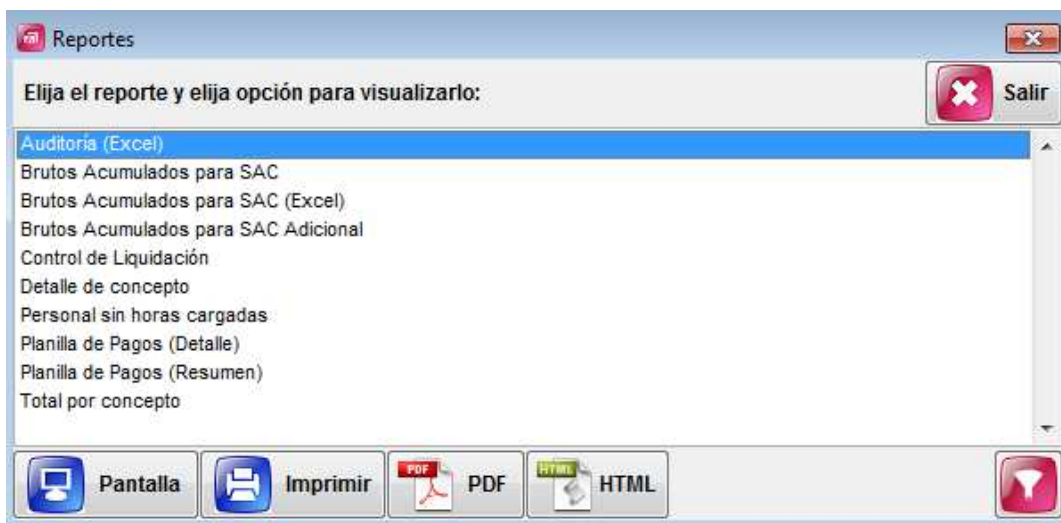 Reportes
Elija el reporte y elija opción para visualizarlo:
Salir
Auditoría (Excel)
Brutos Acumulados para SAC
Brutos Acumulados para SAC (Excel)
Brutos Acumulados para SAC Adicional
Control de Liquidación
Detalle de concepto
Personal sin horas cargadas
Planilla de Pagos (Detalle)
Planilla de Pagos (Resumen)
Total por concepto
Pantalla
Imprimir
PDF
PDF
HTML
HTML